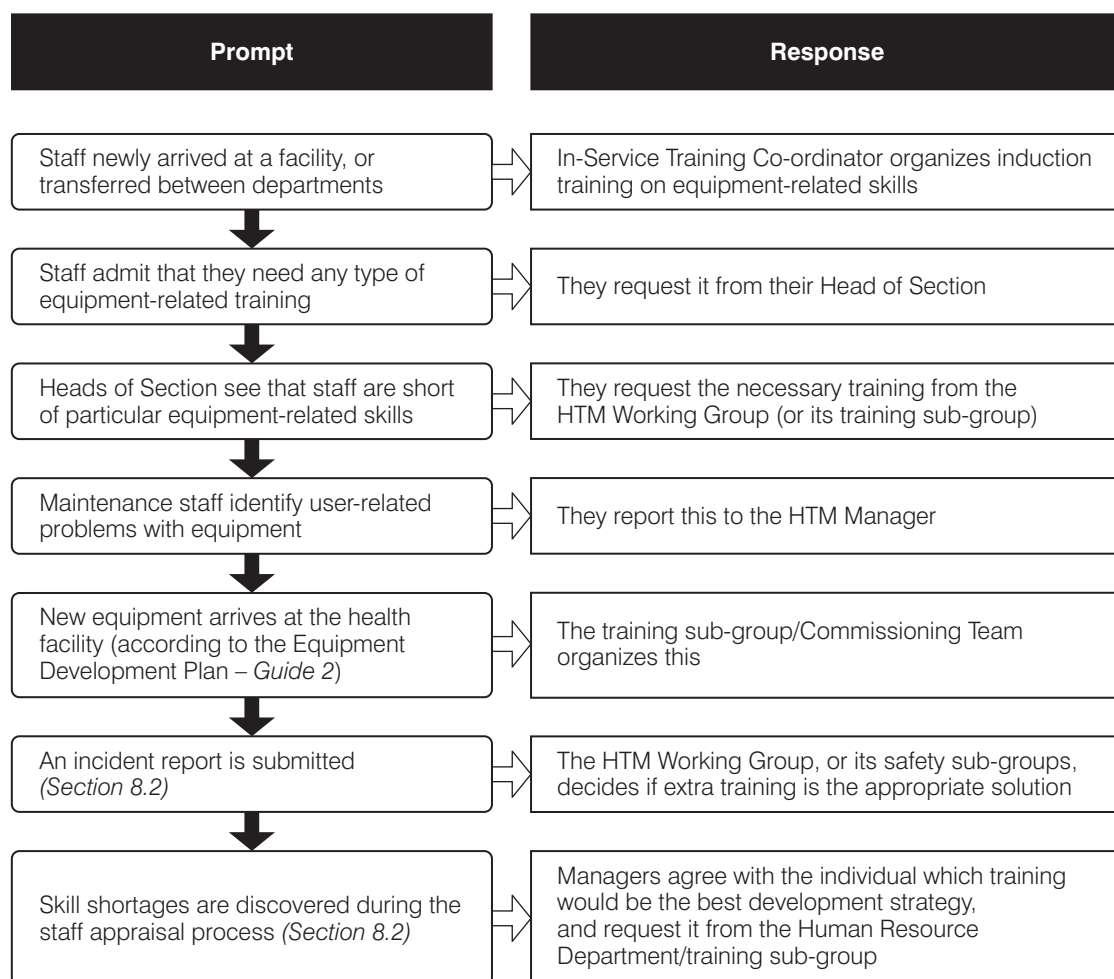 Prompt
Response
Staff newly arrived at a facility, or
transferred between departments
In-Service Training Co-ordinator organizes induction
training on equipment-related skills
Staff admit that they need any type of
equipment-related training
They request it from their Head of Section
Heads of Section see that staff are short
of particular equipment-related skills
They request the necessary training from the
HTM Working Group (or its training sub-group)
Maintenance staff identify user-related
problems with equipment
They report this to the HTM Manager
New equipment arrives at the health
facility (according to the Equipment
Development Plan – Guide 2)
The training sub-group/Commissioning Team
organizes this
An incident report is submitted
(Section 8.2)
The HTM Working Group, or its safety sub-groups,
decides if extra training is the appropriate solution
Skill shortages are discovered during the
staff appraisal process (Section 8.2)
Managers agree with the individual which training
would be the best development strategy,
and request it from the Human Resource
Department/training sub-group